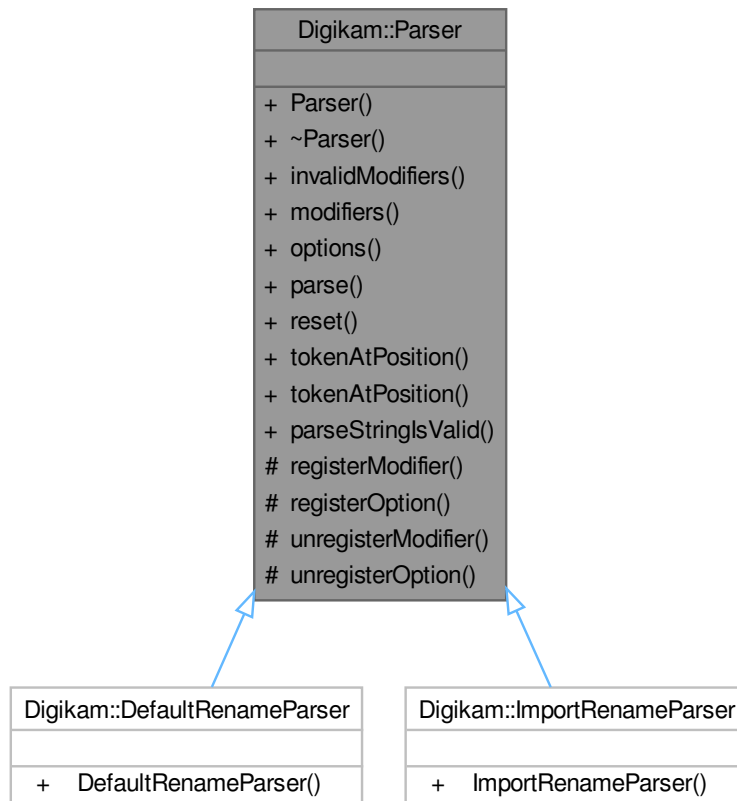 Digikam::Parser
+ Parser()
+ ~Parser()
+ invalidModifiers()
+ modifiers()
+ options()
+ parse()
+ reset()
+ tokenAtPosition()
+ tokenAtPosition()
+ parseStringIsValid()
# registerModifier()
# registerOption()
# unregisterModifier()
# unregisterOption()
Digikam::DefaultRenameParser
+ DefaultRenameParser()
Digikam::ImportRenameParser
+ ImportRenameParser()